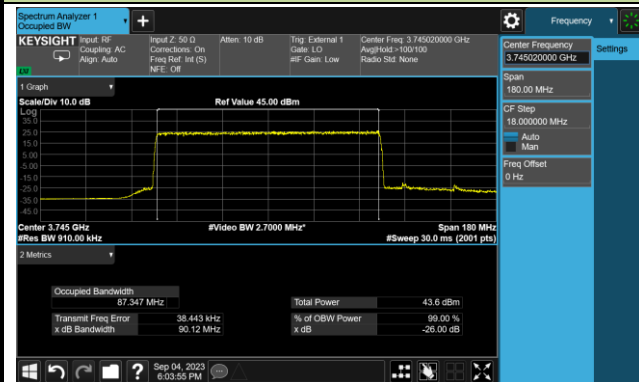 Spectrum Analyzer 1
Occupied BW
Frequency
KEYSIGHT
Input: RF
Coupling: AC
Align: Auto
Input Z: 50 Ω
Corrections: On
Freq Ref: Int (S)
NFE: Off
Atten: 10 dB
Trig: External 1
Gate: LO
#IF Gain: Low
Center Freq: 3.745020000 GHz
Avg|Hold:>100/100
Radio Std: None
1 Graph
Scale/Div 10.0 dB
Ref Value 45.00 dBm
Log
35.0
25.0
15.0
5.00
-5.00
-15.0
-25.0
-35.0
-45.0
Center 3.745 GHz
#Video BW 2.7000 MHz*
Span 180 MHz
#Res BW 910.00 kHz
#Sweep 30.0 ms (2001 pts)
2 Metrics
Occupied Bandwidth
87.347 MHz
Total Power
43.6 dBm
Transmit Freq Error
38.443 kHz
% of OBW Power
99.00 %
x dB Bandwidth
90.12 MHz
x dB
-26.00 dB
Center Frequency
3.745020000 GHz
Settings
Span
180.00 MHz
CF Step
18.000000 MHz
Auto
Man
Freq Offset
0 Hz
?
Sep 04, 2023
6:03:55 PM